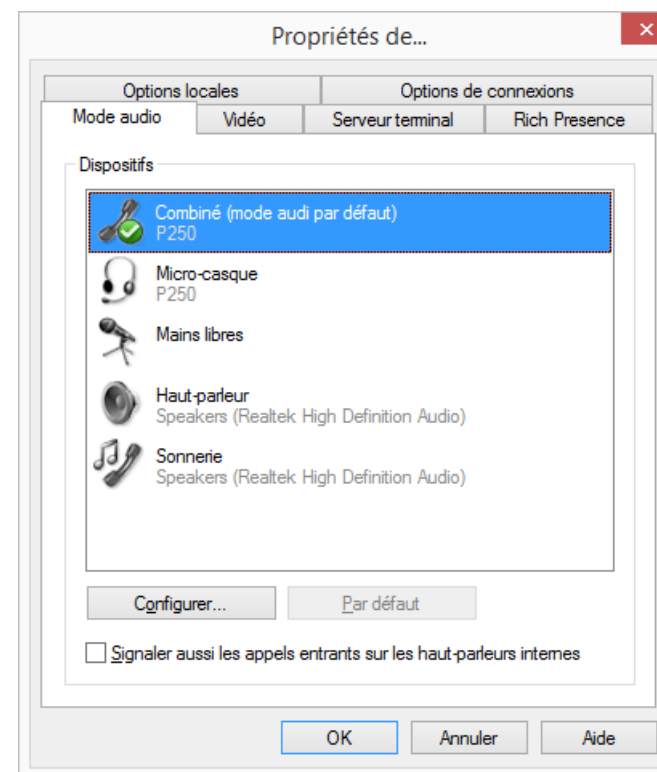 Propriétés de...
Options locales
Options de connexions
Mode audio
Vidéo
Serveur terminal
Rich Presence
Dispositifs
Combiné (mode audi par défaut)
P250
Micro-casque
P250
Mains libres
Haut-parleur
Speakers (Realtek High Definition Audio)
Sonnerie
Speakers (Realtek High Definition Audio)
Configurer...
Par défaut
Signaler aussi les appels entrants sur les haut-parleurs internes
OK
Annuler
Aide